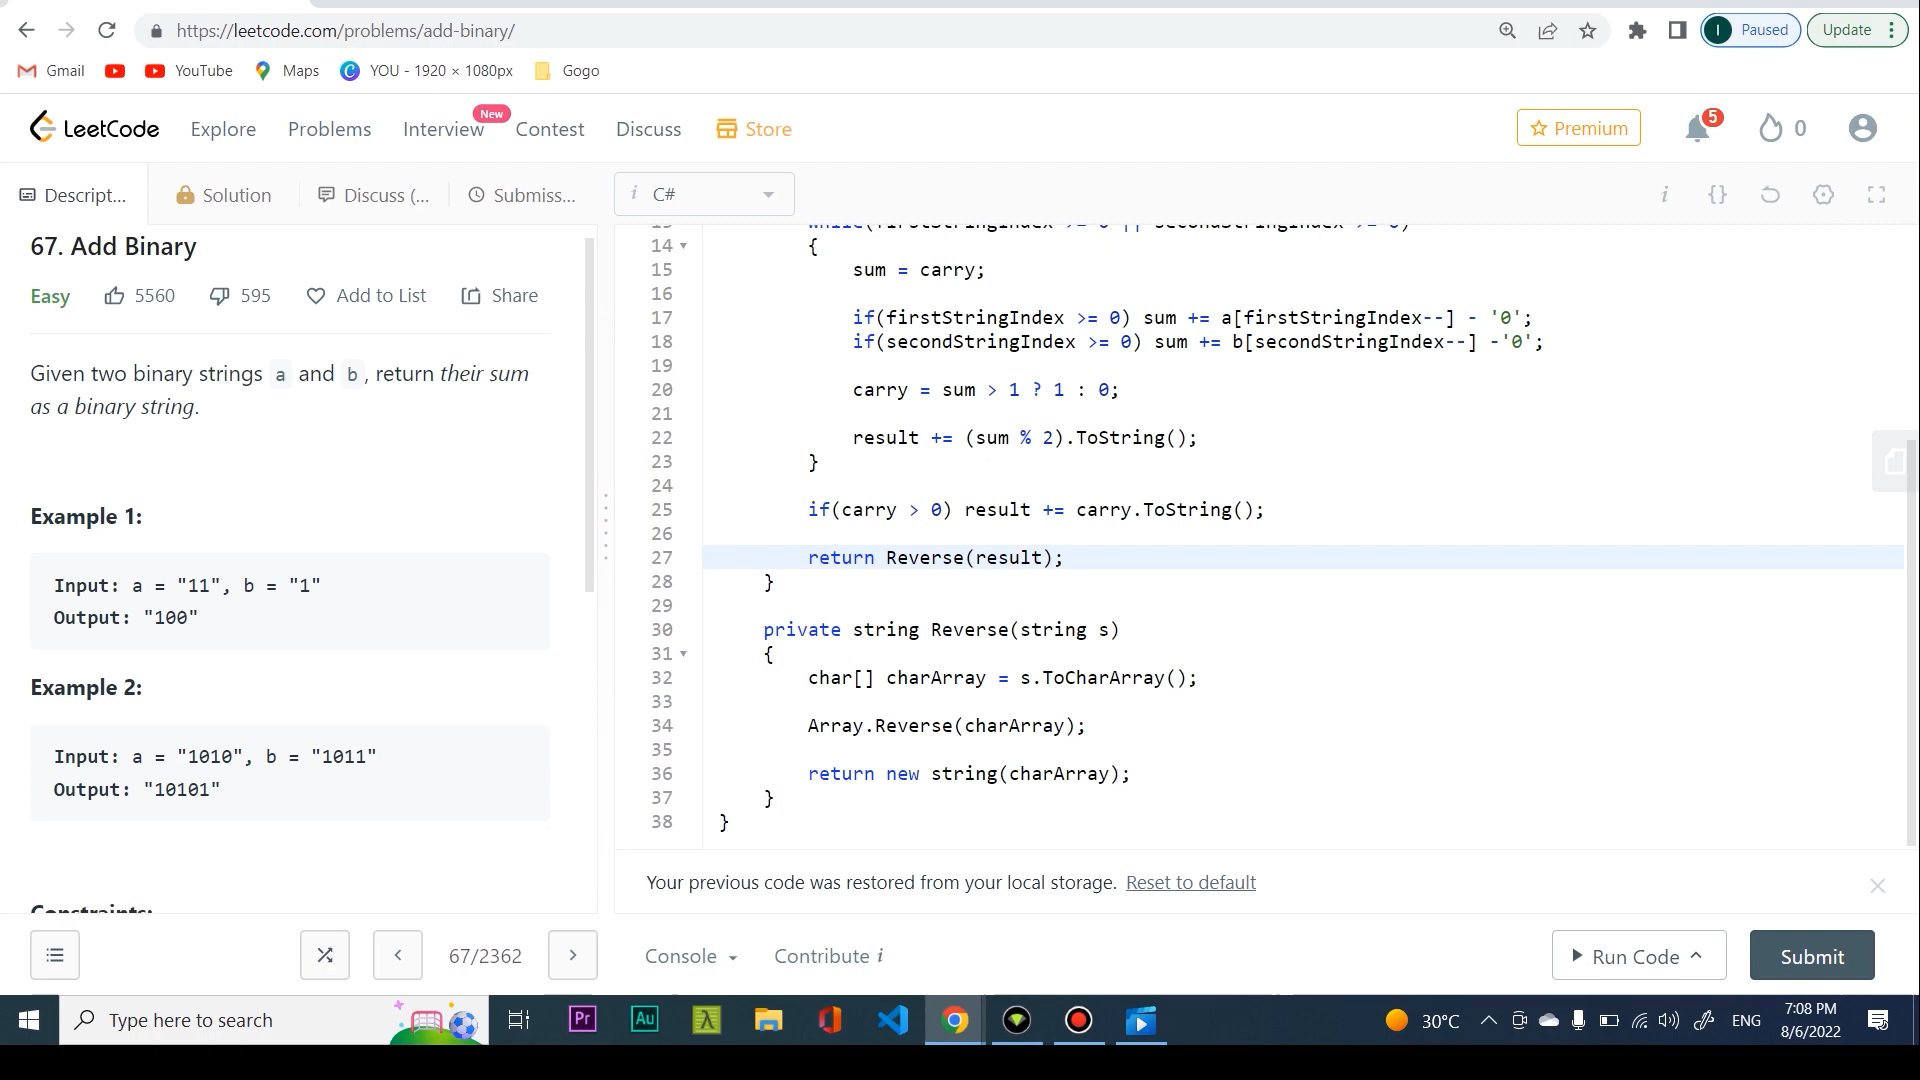 https://leetcode.com/problems/add-binary/
Paused
Update
Gmail
YouTube
Maps
YOU - 1920 × 1080px
Gogo
LeetCode
Explore
Problems
Interview
New
Contest
Discuss
Store
Premium
5
0
Descript...
Solution
Discuss (...
Submiss...
i C#
67. Add Binary
Easy
5560
595
Add to List
Share
Given two binary strings a and b, return their sum
as a binary string.
Example 1:
Input: a = "11", b = "1"
Output: "100"
Example 2:
Input: a = "1010", b = "1011"
Output: "10101"
Constraints:
14 {
15 sum = carry;
16
17 if(firstStringIndex >= 0) sum += a[firstStringIndex--] - '0';
18 if(secondStringIndex >= 0) sum += b[secondStringIndex--] -'0';
19
20 carry = sum > 1 ? 1 : 0;
21
22 result += (sum % 2).ToString();
23 }
24
25 if(carry > 0) result += carry.ToString();
26
27 return Reverse(result);
28 }
29
30 private string Reverse(string s)
31 {
32 char[] charArray = s.ToCharArray();
33
34 Array.Reverse(charArray);
35
36 return new string(charArray);
37 }
38 }
Your previous code was restored from your local storage. Reset to default
67/2362
Console
Contribute i
Run Code
Submit
Type here to search
Pr
Au
30°C
ENG
7:08 PM
8/6/2022